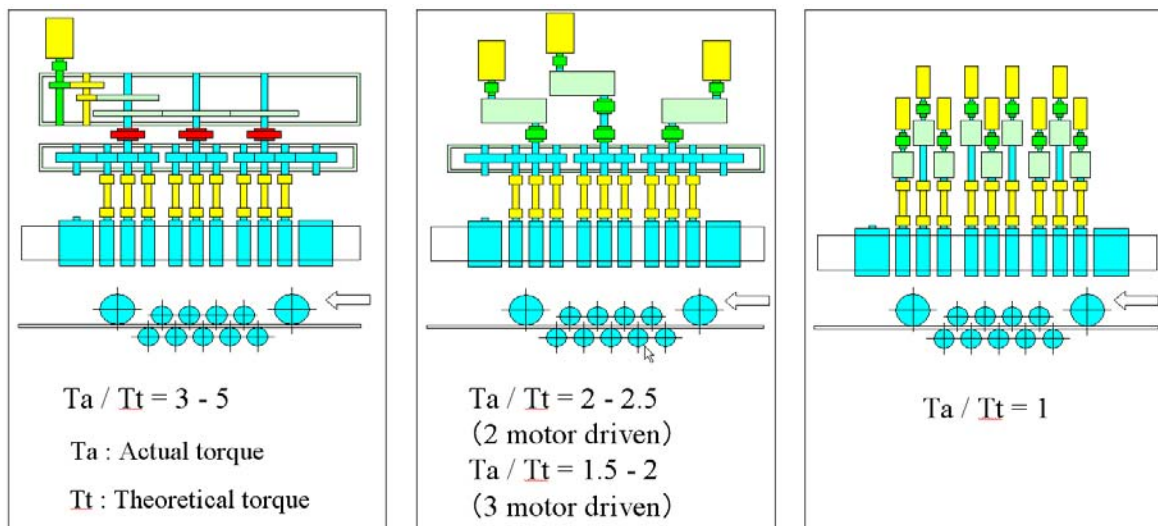 Ta / Tt = 3 - 5
Ta : Actual torque
Tt : Theoretical torque
Ta / Tt = 2 - 2.5
(2 motor driven)
Ta / Tt = 1.5 - 2
(3 motor driven)
Ta / Tt = 1